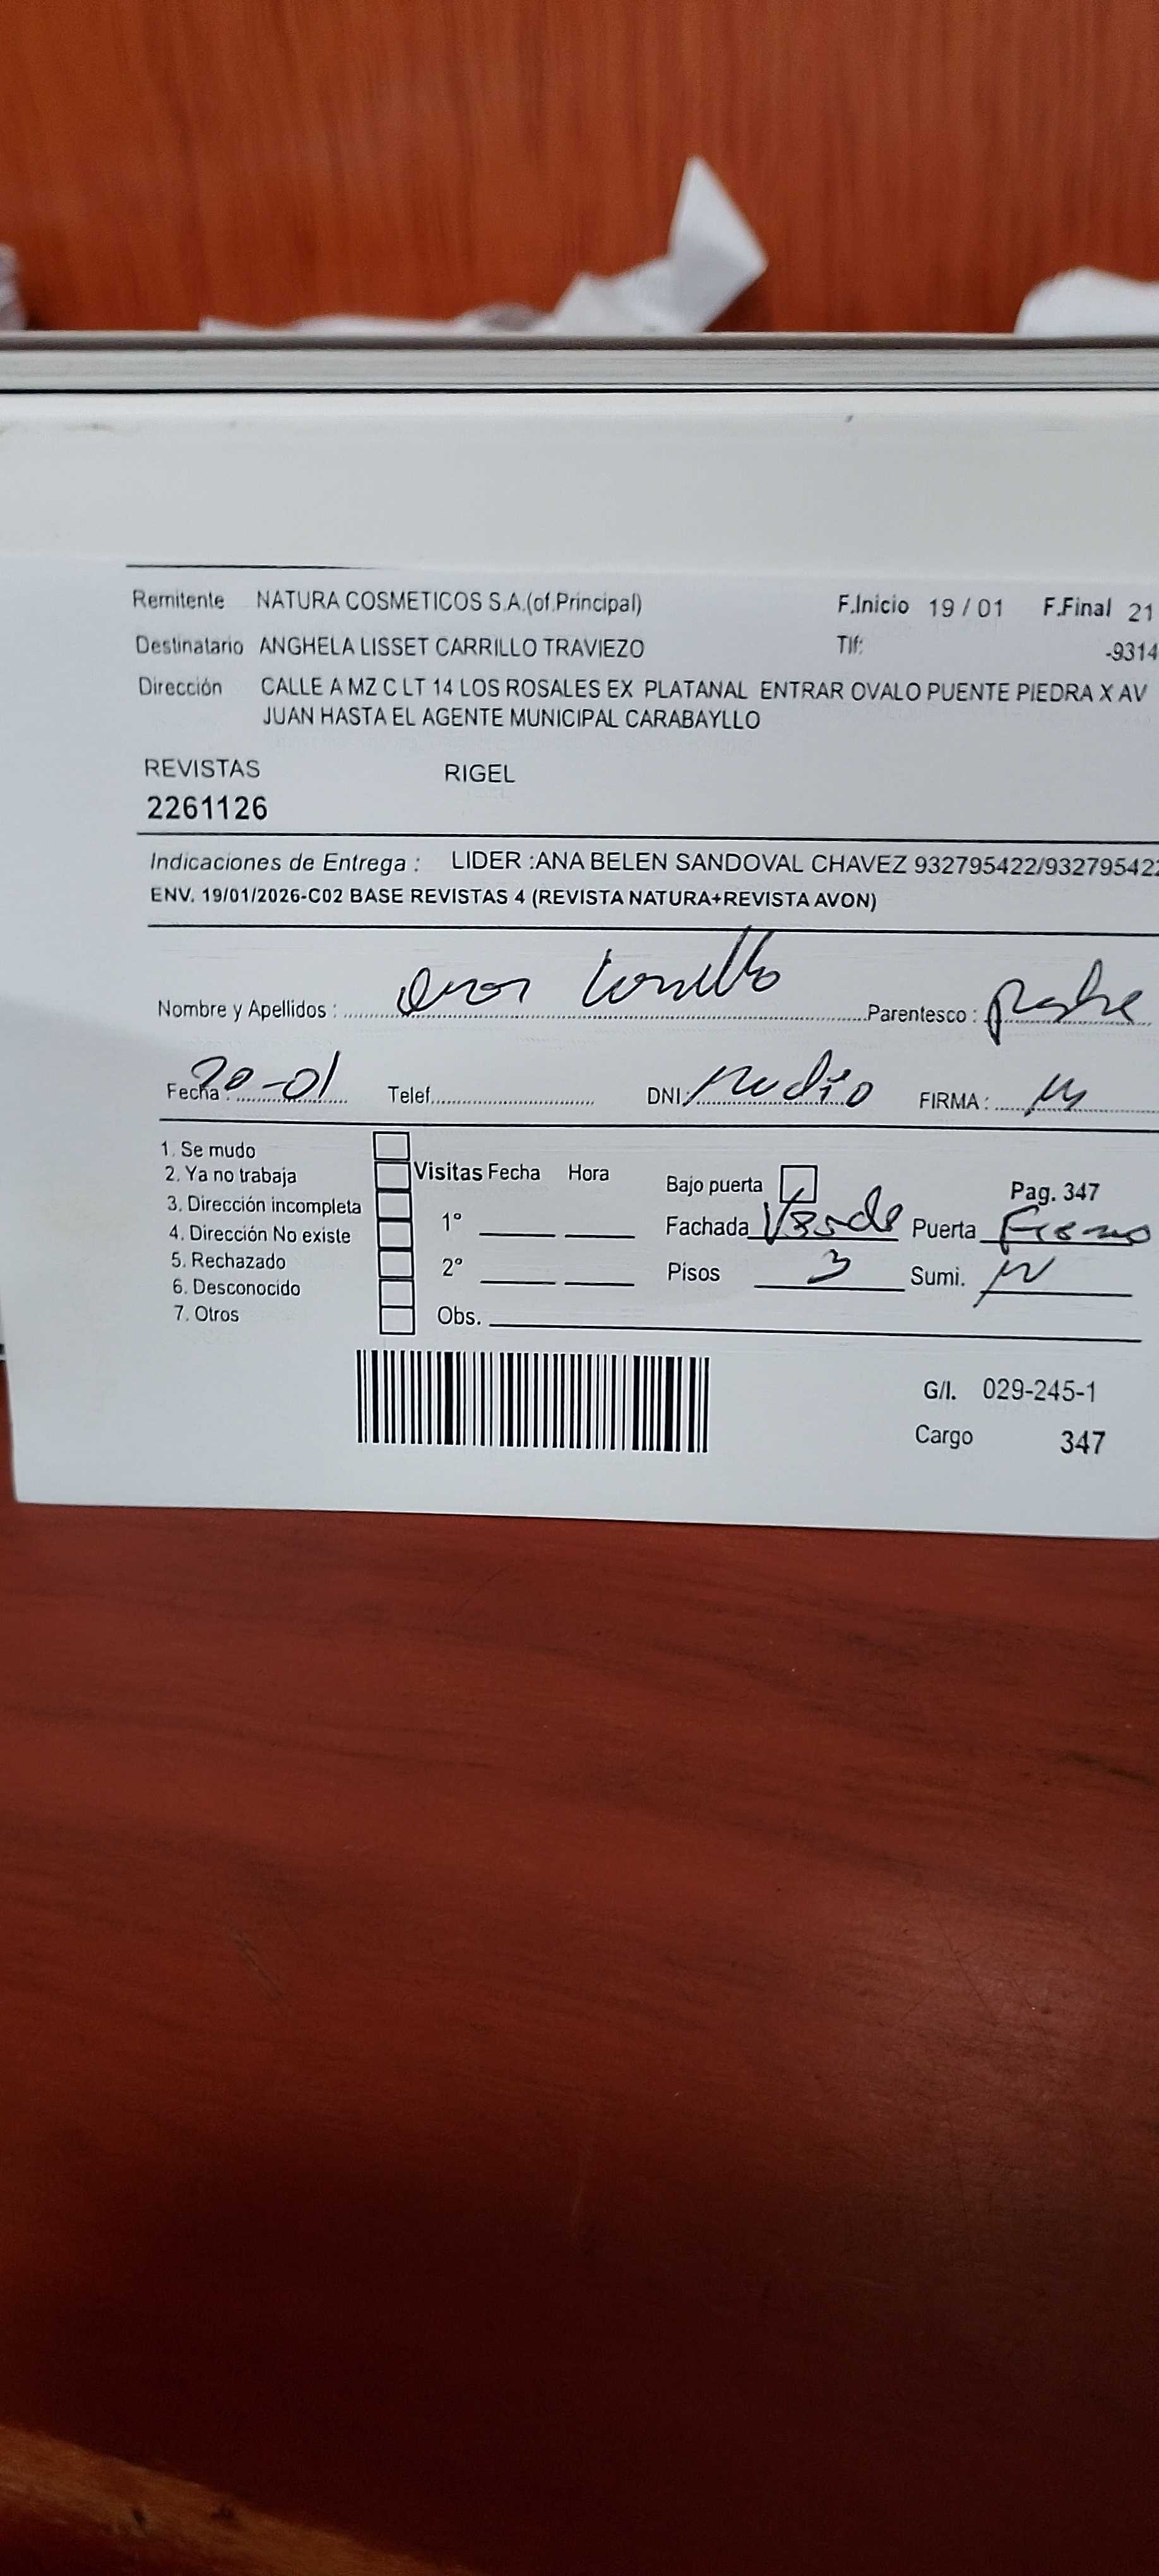 Remitente NATURA COSMETICOS S.A.(of.Principal) F.Inicio 19 / 01 F.Final 21
Destinatario ANGHELA LISSET CARRILLO TRAVIEZO Tlf: -9314
Dirección CALLE A MZ C LT 14 LOS ROSALES EX PLATANAL ENTRAR OVALO PUENTE PIEDRA X AV
JUAN HASTA EL AGENTE MUNICIPAL CARABAYLLO
REVISTAS RIGEL
2261126
Indicaciones de Entrega : LIDER :ANA BELEN SANDOVAL CHAVEZ 932795422/932795422
ENV. 19/01/2026-C02 BASE REVISTAS 4 (REVISTA NATURA+REVISTA AVON)
Nombre y Apellidos : Parentesco : padre
Fecha : 20-01 Telef. DNI: no dio FIRMA :
1. Se mudo
2. Ya no trabaja Visitas Fecha Hora Bajo puerta Pag. 347
3. Dirección incompleta 1° Fachada Verde Puerta Fierro
4. Dirección No existe
5. Rechazado 2° Pisos 3 Sumi.
6. Desconocido
7. Otros Obs.
G/I. 029-245-1
Cargo 347